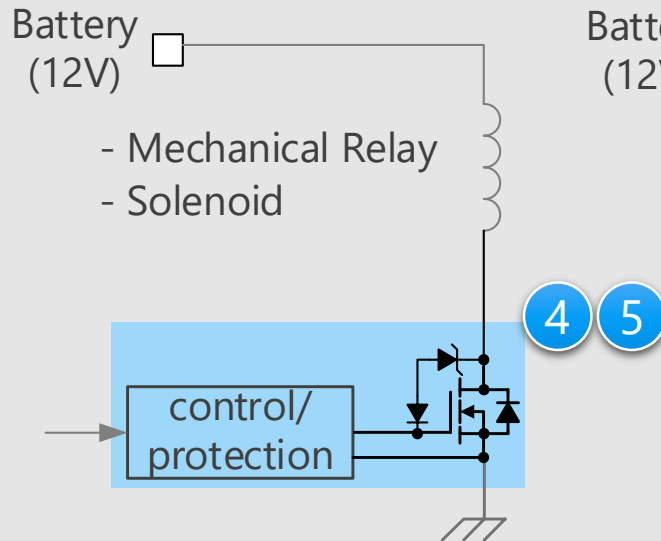 Battery
(12V)
- Mechanical Relay
- Solenoid
4 5
control/
protection